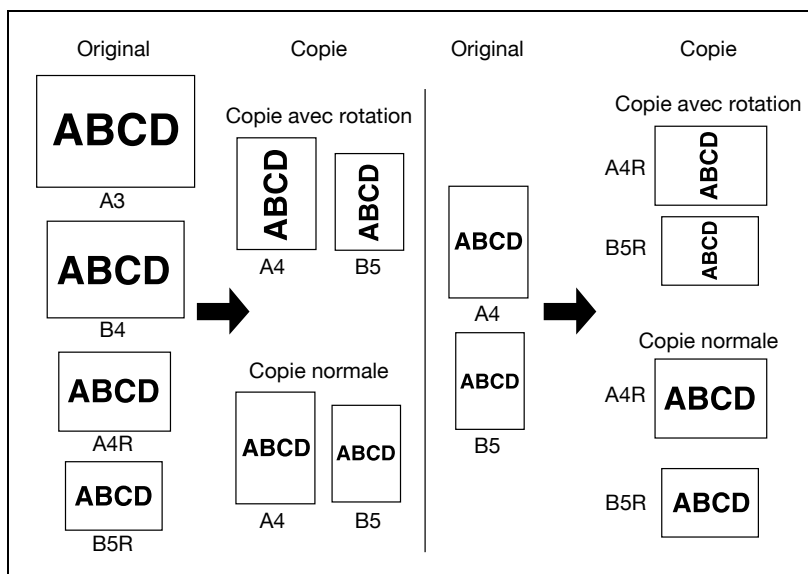 Original
Copie
ABCD
A3
ABCD
B4
ABCD
A4R
ABCD
B5R
Copie avec rotation
ABCD
ABCD
A4
B5
Copie normale
ABCD
ABCD
A4
B5
Original
Copie
ABCD
A4
ABCD
B5
Copie avec rotation
A4R
ABCD
B5R
ABCD
Copie normale
A4R
ABCD
B5R
ABCD